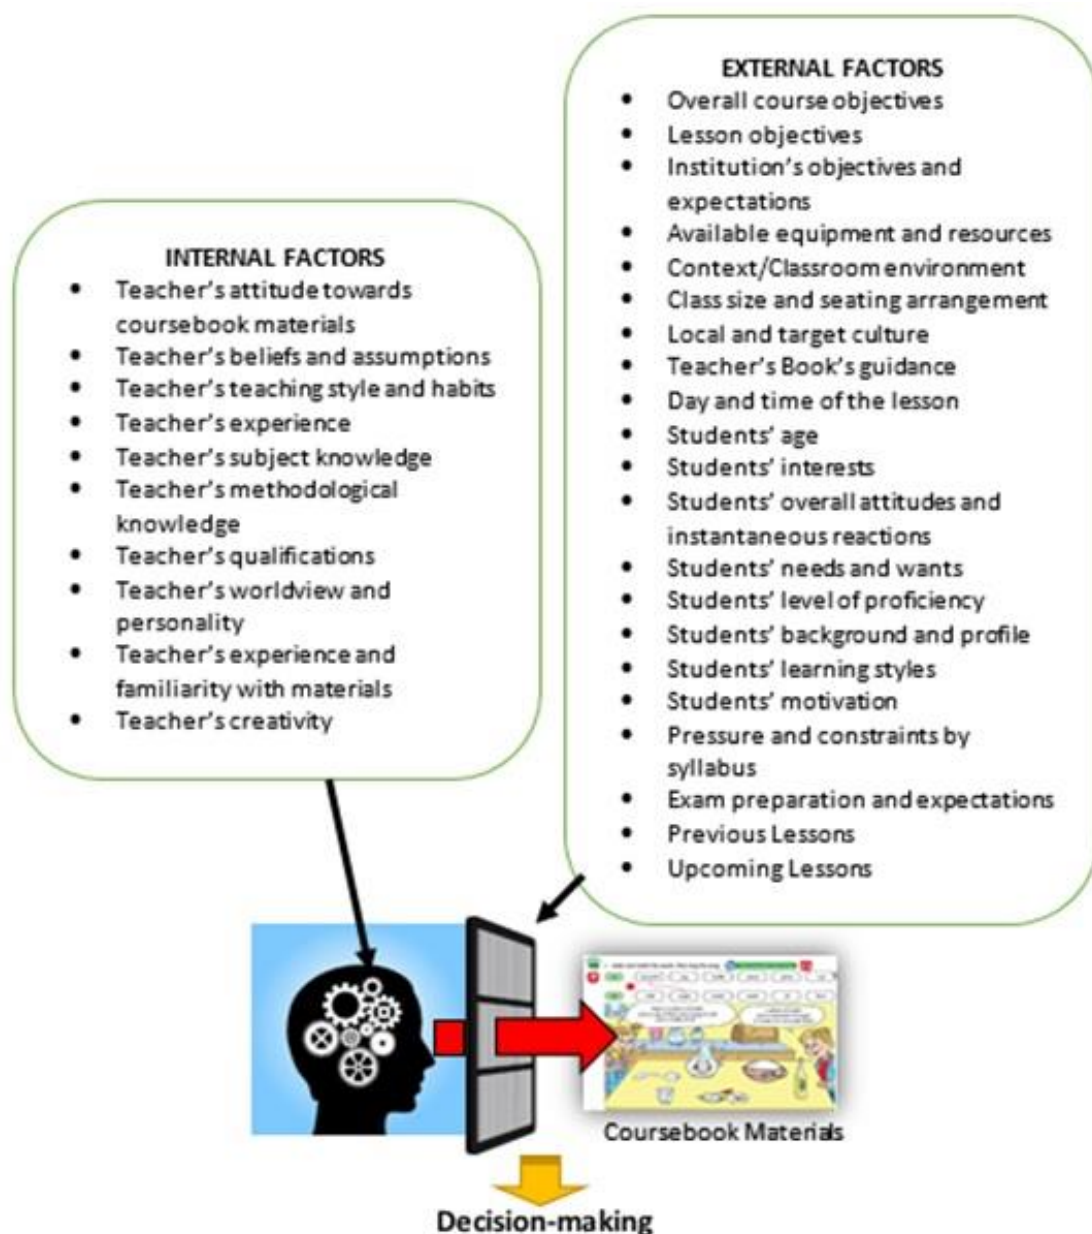 INTERNAL FACTORS
• Teacher's attitude towards
coursebook materials
• Teacher's beliefs and assumptions
• Teacher's teaching style and habits
• Teacher's experience
• Teacher's subject knowledge
• Teacher's methodological
knowledge
• Teacher's qualifications
• Teacher's worldview and
personality
• Teacher's experience and
familiarity with materials
• Teacher's creativity
EXTERNAL FACTORS
• Overall course objectives
• Lesson objectives
• Institution's objectives and
expectations
• Available equipment and resources
• Context/Classroom environment
• Class size and seating arrangement
• Local and target culture
• Teacher's Book's guidance
• Day and time of the lesson
• Students' age
• Students' interests
• Students' overall attitudes and
instantaneous reactions
• Students' needs and wants
• Students' level of proficiency
• Students' background and profile
• Students' learning styles
• Students' motivation
• Pressure and constraints by
syllabus
• Exam preparation and expectations
• Previous Lessons
• Upcoming Lessons
Coursebook Materials
Decision-making